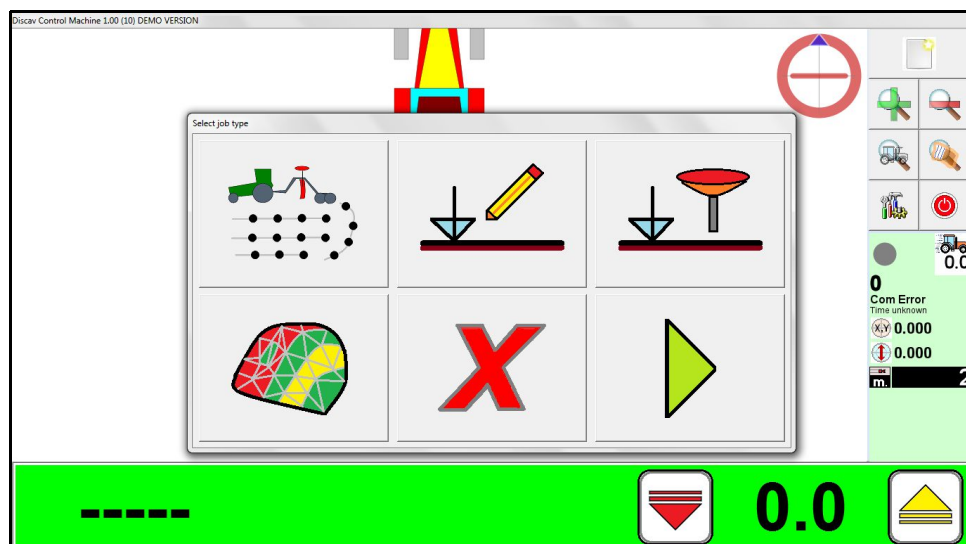 Discav Control Machine 1.00 (10) DEMO VERSION
Select job type
0.0
0
Com Error
Time unknown
X,Y 0.000
0.000
m. 2
----- 0.0